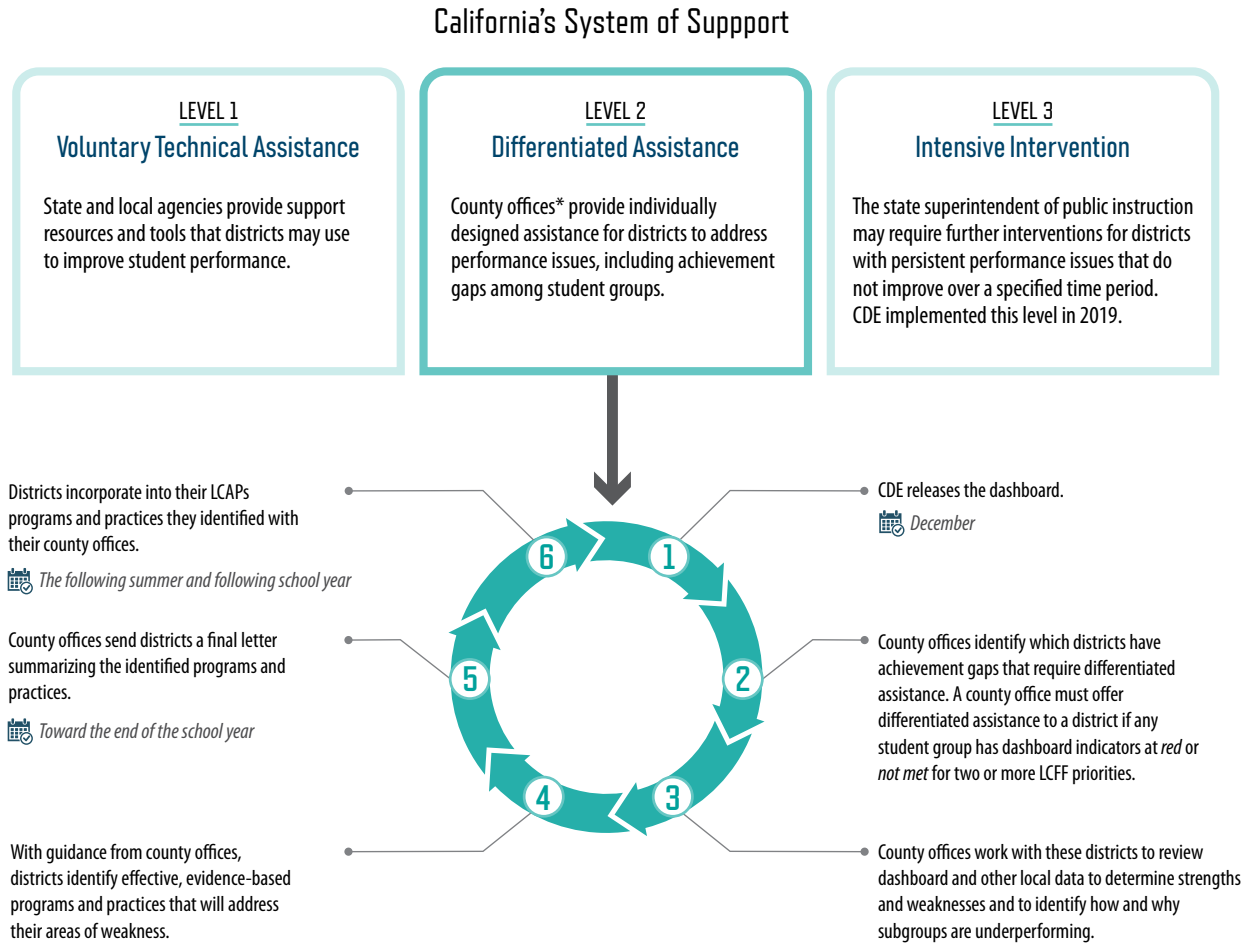 California's System of Suppport
LEVEL 1
Voluntary Technical Assistance
State and local agencies provide support
resources and tools that districts may use
to improve student performance.
LEVEL 2
Differentiated Assistance
County offices* provide individually
designed assistance for districts to address
performance issues, including achievement
gaps among student groups.
LEVEL 3
Intensive Intervention
The state superintendent of public instruction
may require further interventions for districts
with persistent performance issues that do
not improve over a specified time period.
CDE implemented this level in 2019.
1
CDE releases the dashboard.
December
2
County offices identify which districts have
achievement gaps that require differentiated
assistance. A county office must offer
differentiated assistance to a district if any
student group has dashboard indicators at red or
not met for two or more LCFF priorities.
3
County offices work with these districts to review
dashboard and other local data to determine strengths
and weaknesses and to identify how and why
subgroups are underperforming.
4
With guidance from county offices,
districts identify effective, evidence-based
programs and practices that will address
their areas of weakness.
5
County offices send districts a final letter
summarizing the identified programs and
practices.
Toward the end of the school year
6
Districts incorporate into their LCAPs
programs and practices they identified with
their county offices.
The following summer and following school year